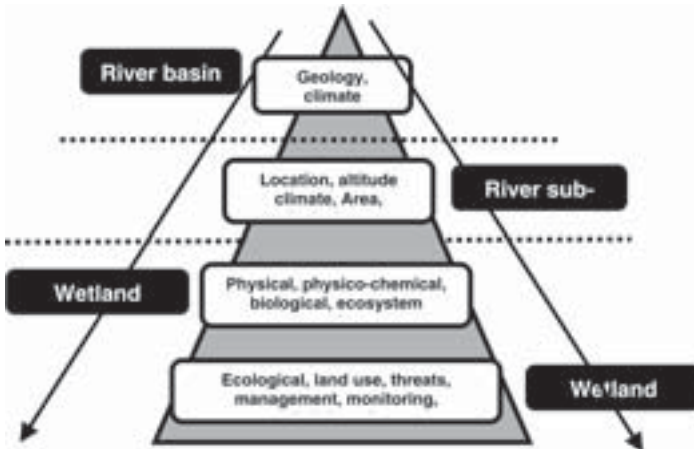 River basin
Geology,
climate
Location, altitude
climate, Area,
River sub-
Wetland
Physical, physico-chemical,
biological, ecosystem
Ecological, land use, threats,
management, monitoring,
Wetland